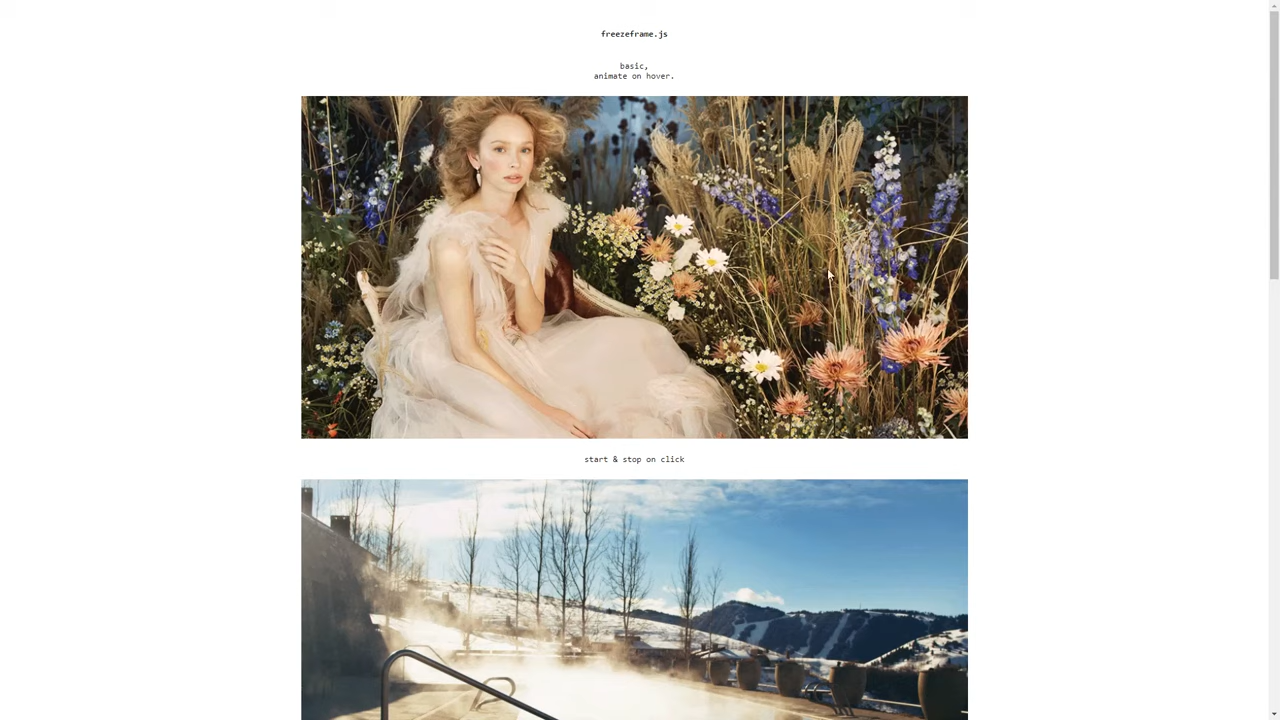 freezeframe.js
basic,
animate on hover.
start & stop on click